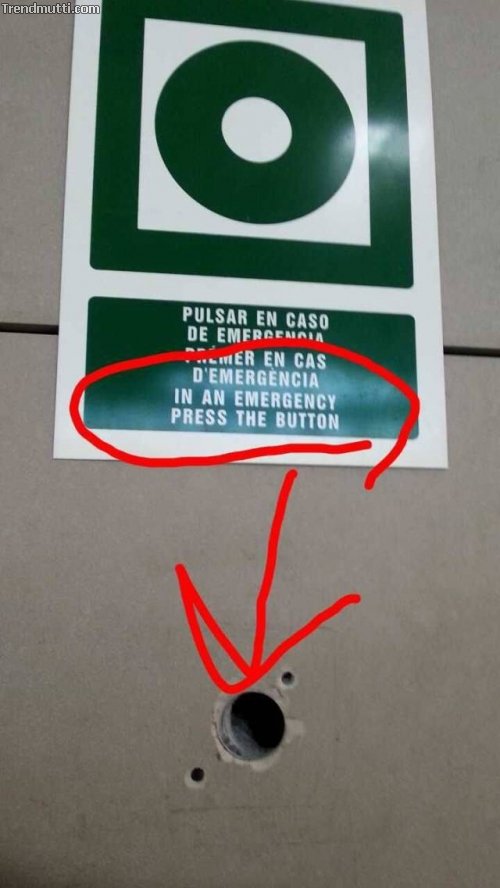 Trendmutti.com
PULSAR EN CASO
DE EMERGENCIA
PRÉMER EN CAS
D'EMERGÈNCIA
IN AN EMERGENCY
PRESS THE BUTTON